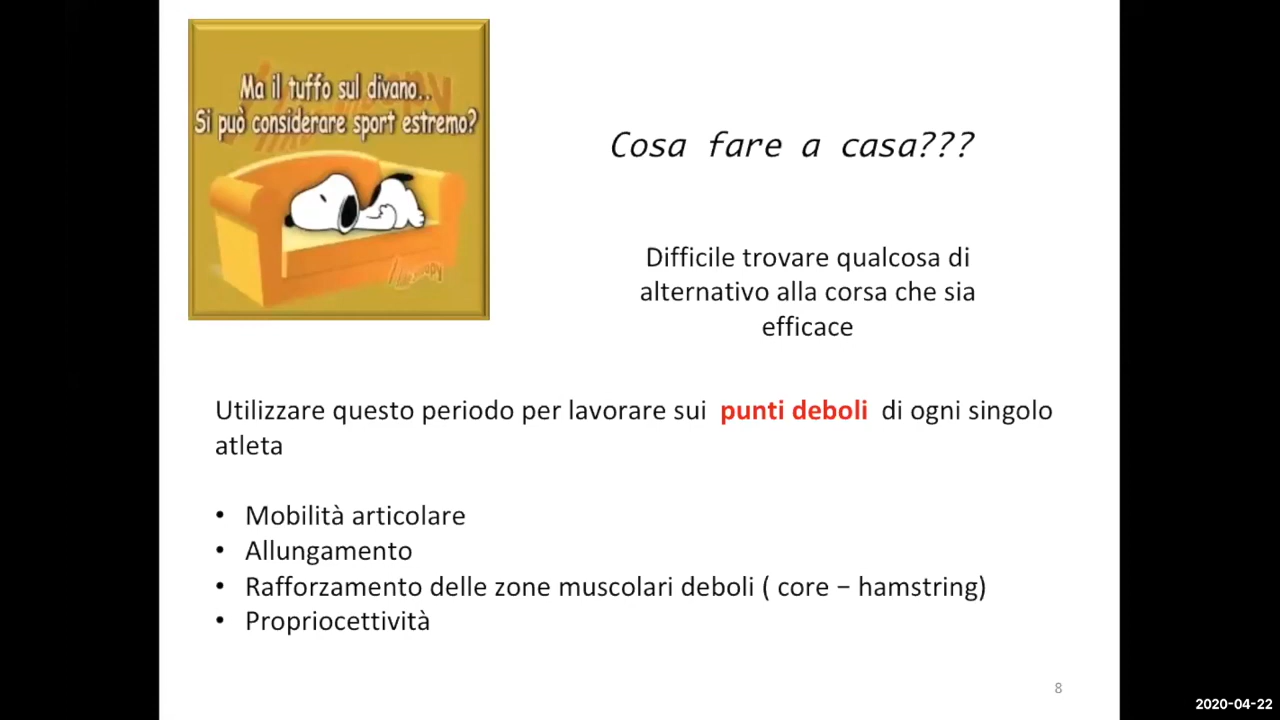 Ma il tuffo sul divano..
Si può considerare sport estremo?
Cosa fare a casa???
Difficile trovare qualcosa di
alternativo alla corsa che sia
efficace
Utilizzare questo periodo per lavorare sui punti deboli di ogni singolo
atleta
• Mobilità articolare
• Allungamento
• Rafforzamento delle zone muscolari deboli ( core – hamstring)
• Propriocettività
8
2020-04-22